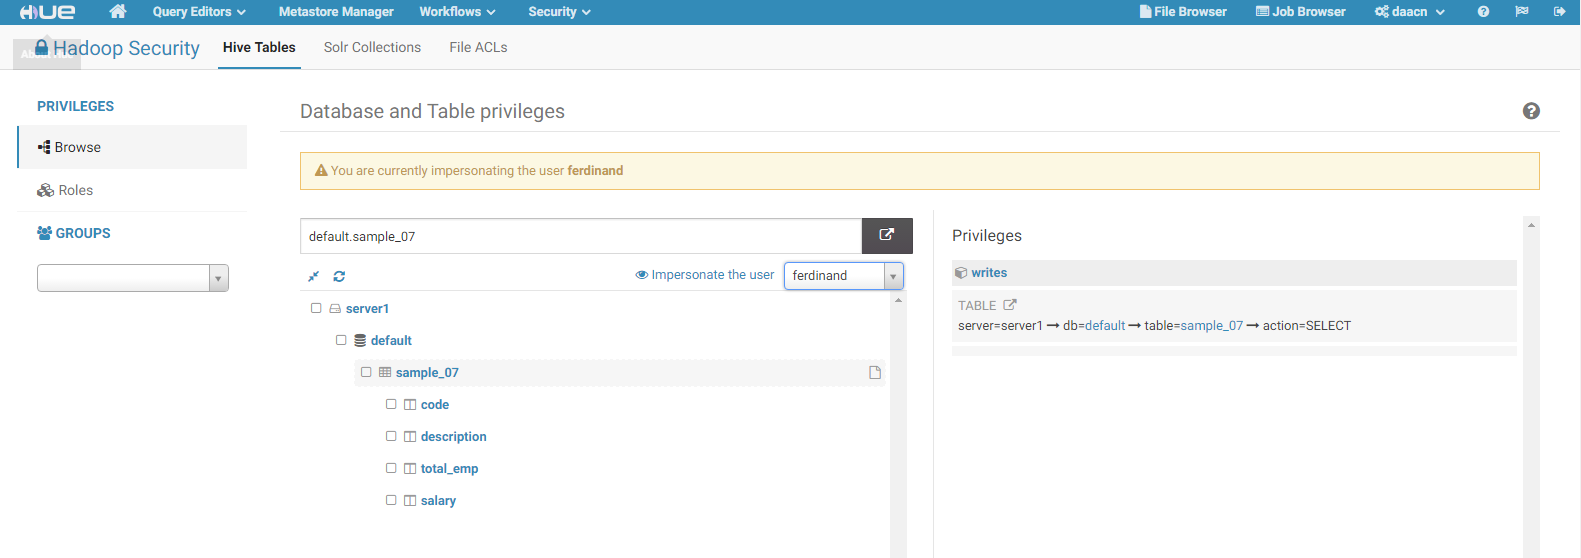 HUE Query Editors Metastore Manager Workflows Security File Browser Job Browser daacn
Hadoop Security Hive Tables Solr Collections File ACLs
PRIVILEGES
Browse
Roles
GROUPS
Database and Table privileges
You are currently impersonating the user ferdinand
default.sample_07
Impersonate the user ferdinand
server1
default
sample_07
code
description
total_emp
salary
Privileges
writes
TABLE
server=server1 → db=default → table=sample_07 → action=SELECT